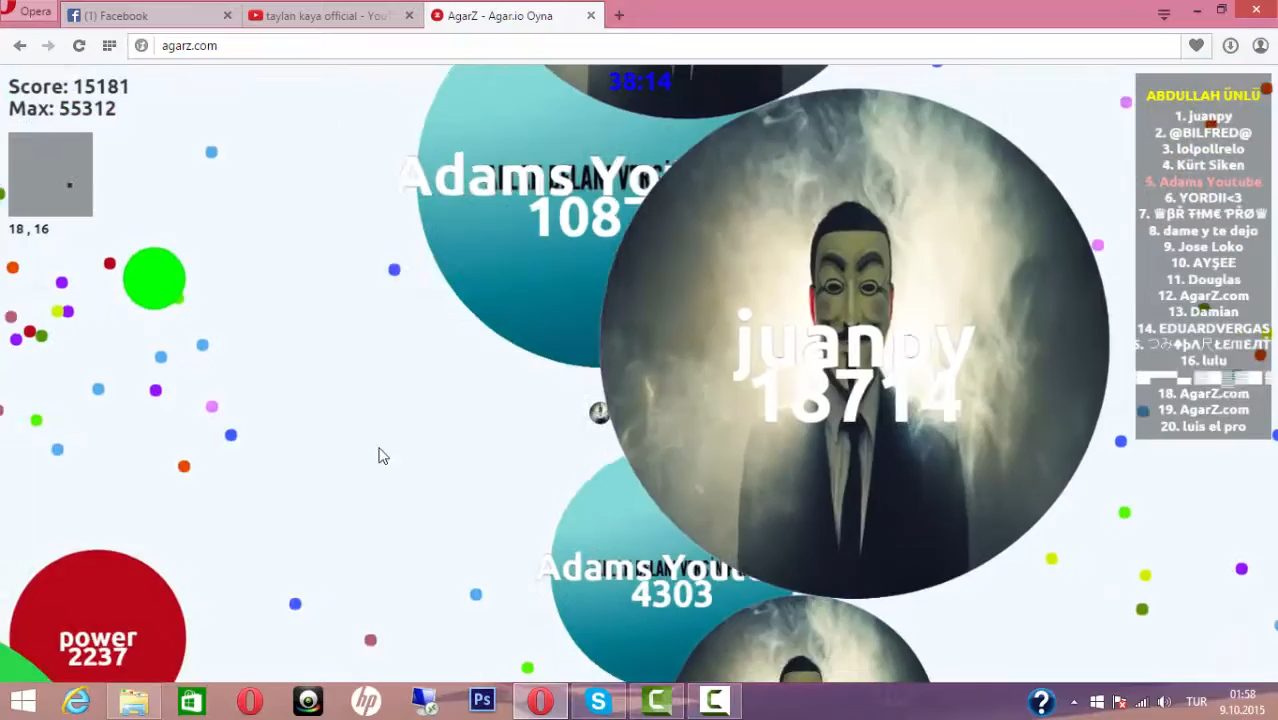 Opera
(1) Facebook
taylan kaya official - YouT
AgarZ - Agar.io Oyna
agarz.com
Score: 15181
Max: 55312
18 , 16
38:14
Adams Yo
108
juanpy
18714
Adams Yout
4303
power
2237
ABDULLAH ÜNLÜ
1. juanpy
2. @BILFRED@
3. lolpollrelo
4. Kürt Siken
5. Adams Youtube
6. YORDII<3
8. dame y te dejo
9. Jose Loko
10. AYŞEE
11. Douglas
12. AgarZ.com
13. Damian
14. EDUARDVERGAS
16. lulu
18. AgarZ.com
19. AgarZ.com
20. luis el pro
hp
Ps
TUR
01:58
9.10.2015